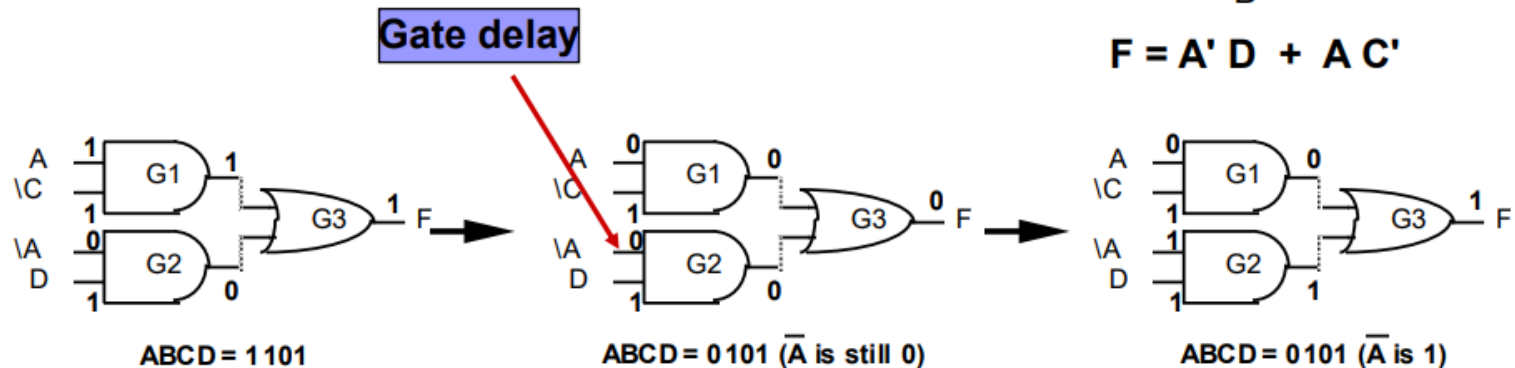 B
Gate delay
F = A' D + A C'
A 1
\C 1
G1 1
\A 0
D 1
G2 0
G3 1 F
ABCD = 1101
A 0
\C 1
G1 0
\A 0
D 1
G2 0
G3 0 F
ABCD = 0101 (A̅ is still 0)
A 0
\C 1
G1 0
\A 1
D 1
G2 1
G3 1 F
ABCD = 0101 (A̅ is 1)